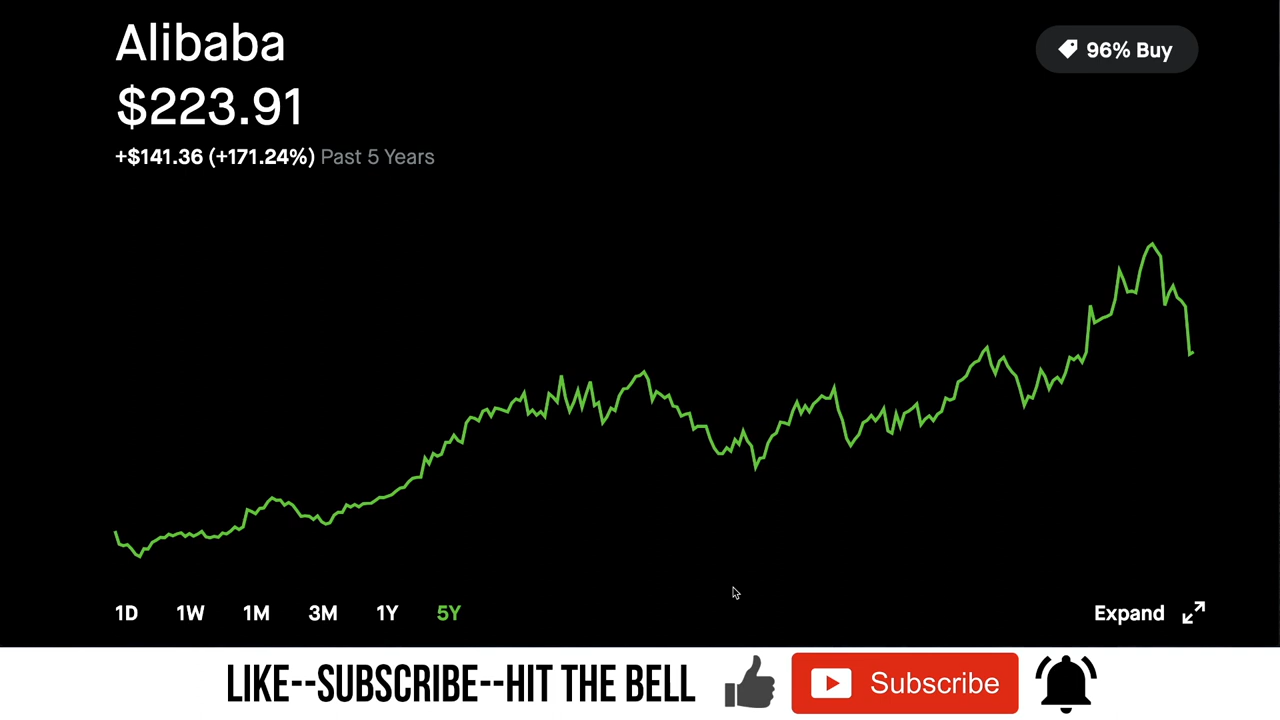 Alibaba
96% Buy
$223.91
+$141.36 (+171.24%) Past 5 Years
1D 1W 1M 3M 1Y 5Y
Expand
LIKE--SUBSCRIBE--HIT THE BELL
Subscribe